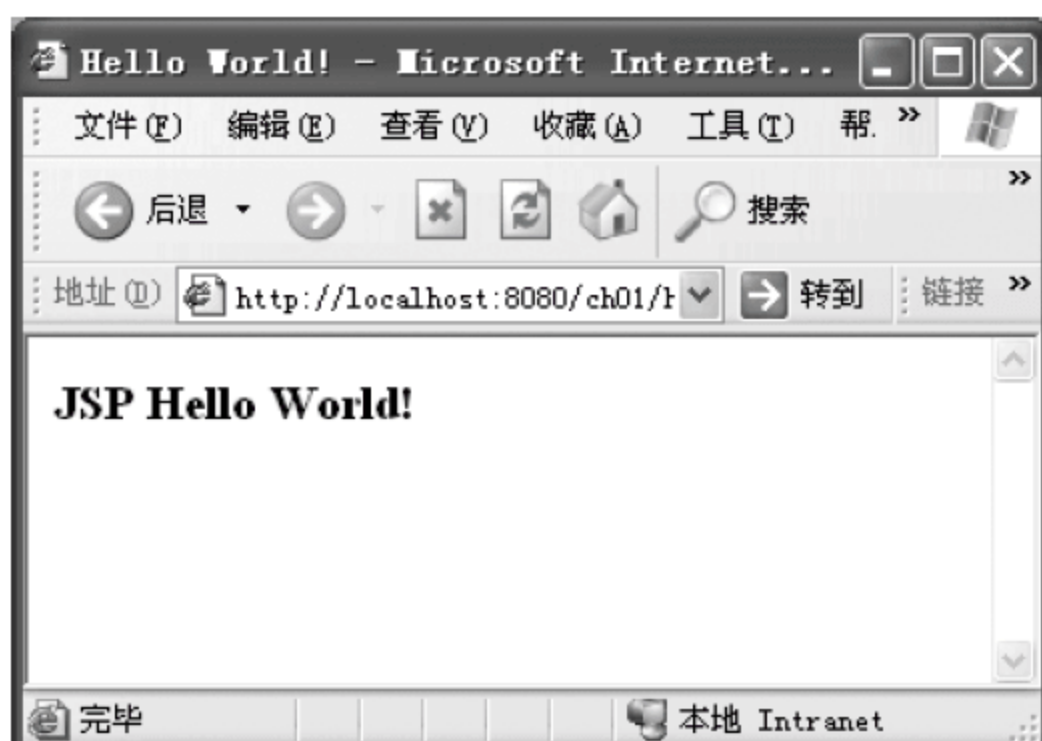 Hello World! - Microsoft Internet...
文件(F) 编辑(E) 查看(V) 收藏(A) 工具(T) 帮. »
后退 搜索 »
地址(D) http://localhost:8080/ch01/h 转到 链接 »
JSP Hello World!
完毕 本地 Intranet